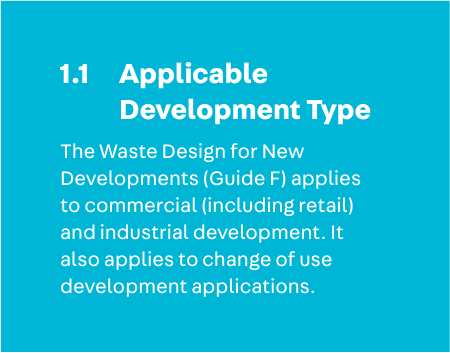 1.1 Applicable
Development Type
The Waste Design for New
Developments (Guide F) applies
to commercial (including retail)
and industrial development. It
also applies to change of use
development applications.